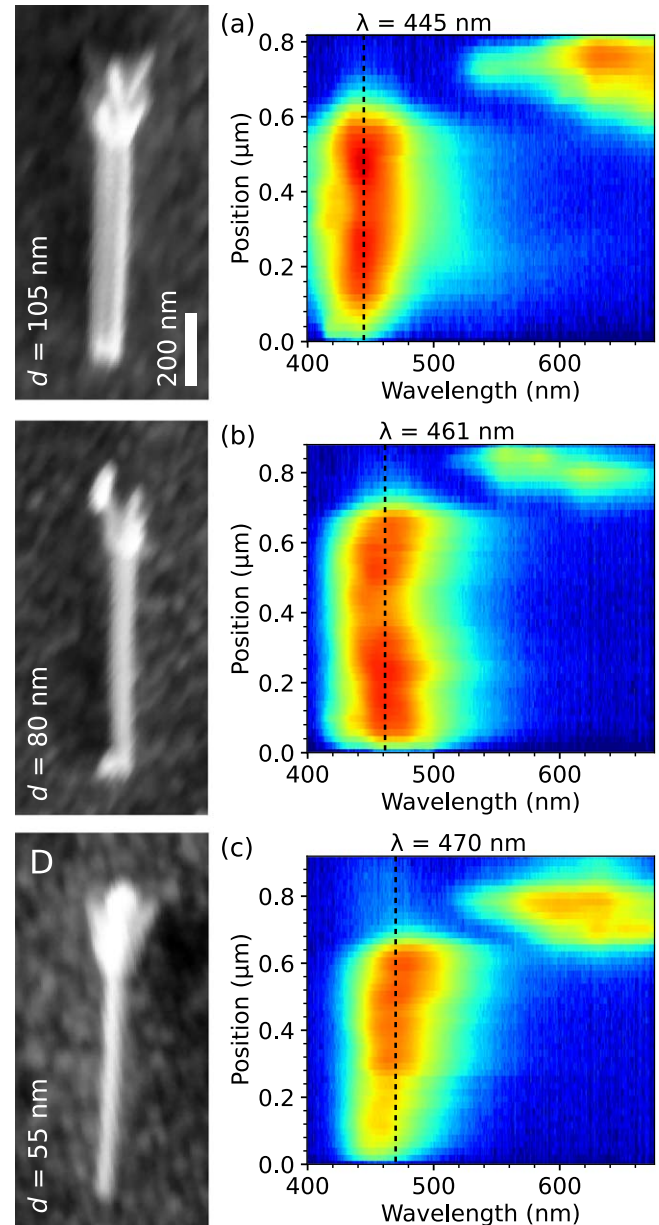 (a)
λ = 445 nm
d = 105 nm
200 nm
Position (μm)
0.8
0.6
0.4
0.2
0.0
400
500
600
Wavelength (nm)
(b)
λ = 461 nm
d = 80 nm
Position (μm)
0.8
0.6
0.4
0.2
0.0
400
500
600
Wavelength (nm)
D
(c)
λ = 470 nm
d = 55 nm
Position (μm)
0.8
0.6
0.4
0.2
0.0
400
500
600
Wavelength (nm)